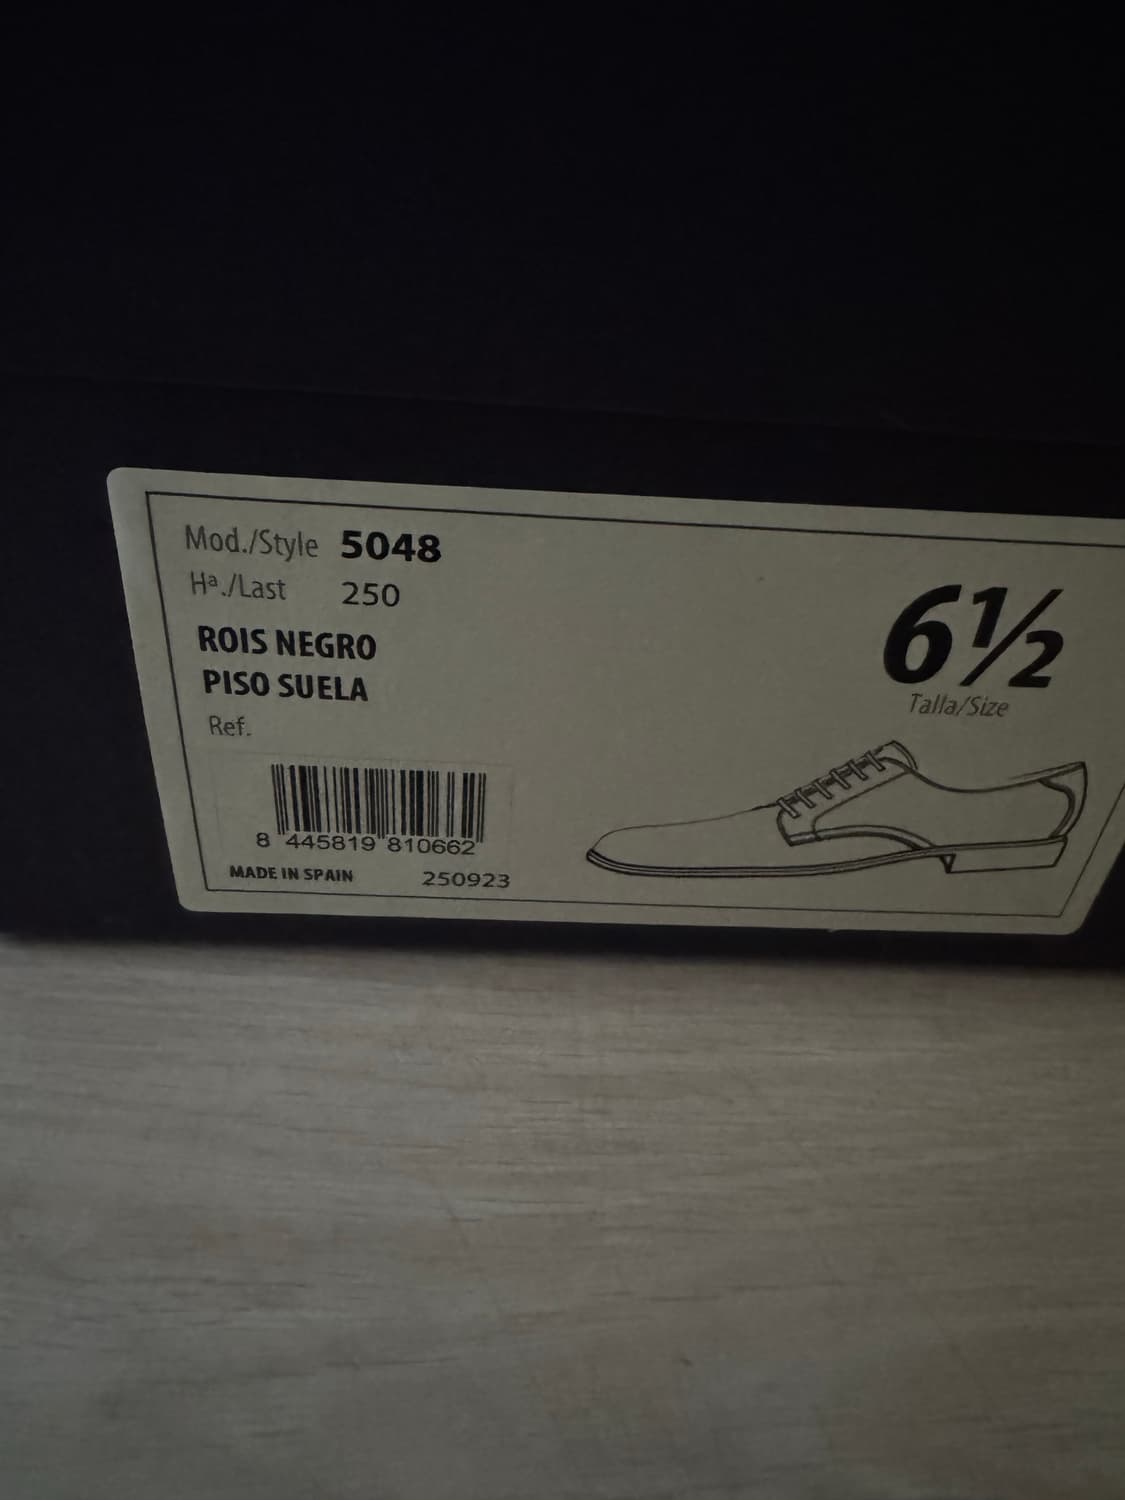 Mod./Style 5048
Hª./Last 250
ROIS NEGRO
PISO SUELA
Ref.
8 445819 810662
MADE IN SPAIN 250923
6½
Talla/Size